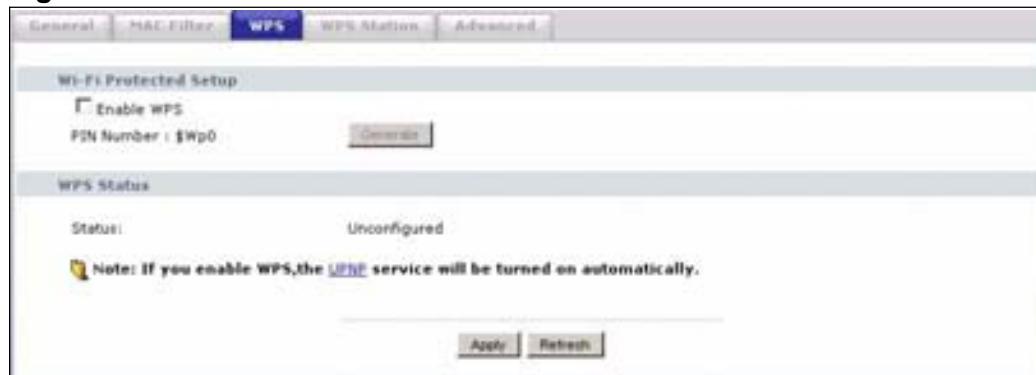 General MAC Filter WPS WPS Station Advanced
Wi-Fi Protected Setup
Enable WPS
PIN Number : $Wp0 Generate
WPS Status
Status: Unconfigured
Note: If you enable WPS,the UPNP service will be turned on automatically.
Apply Refresh